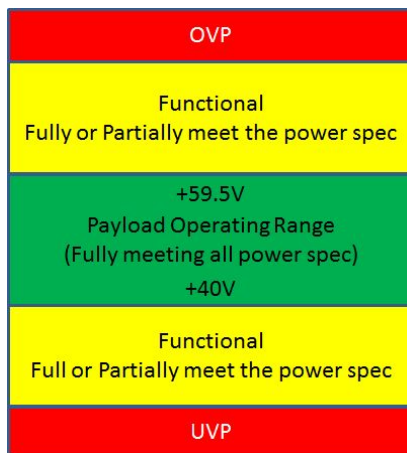 OVP
Functional
Fully or Partially meet the power spec
+59.5V
Payload Operating Range
(Fully meeting all power spec)
+40V
Functional
Full or Partially meet the power spec
UVP